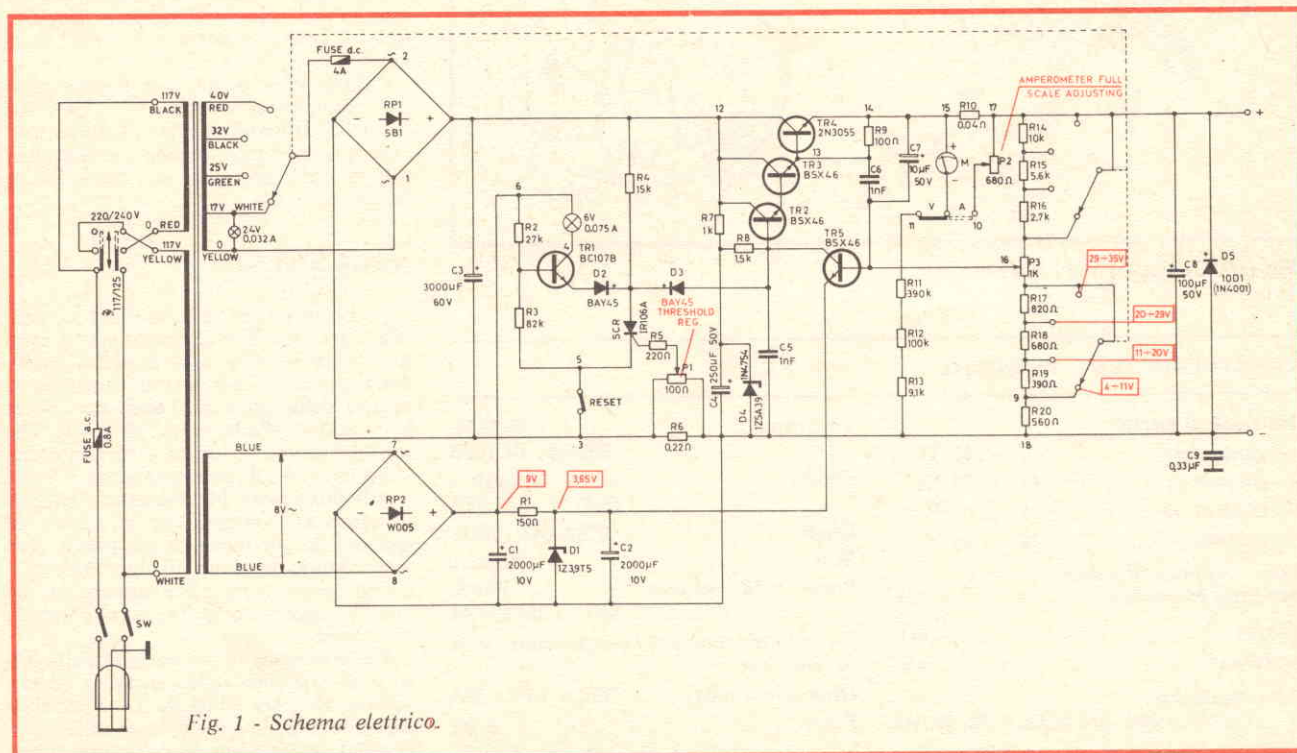 FUSE d.c.
4A
2
RP1
SB1
1
117V
BLACK
40V
RED
32V
BLACK
25V
GREEN
17V
WHITE
24V
0,032A
0
YELLOW
220/240V
0
RED
117V
YELLOW
117/125
FUSE a.c.
0.8A
0
WHITE
SW
BLUE
8V~
BLUE
7
RP2
W005
8
C3
3000µF
60V
6
R2
27k
6V
0,075A
4
TR1
BC107B
R3
82k
D2
BAY45
R4
15k
D3
BAY45
THRESHOLD
REG
SCR
IR106A
R5
220Ω
P1
100Ω
5
RESET
3
R6
0,22Ω
9V
R1
150Ω
3,65V
C1
2000µF
10V
D1
1Z3,9T5
C2
2000µF
10V
12
TR4
2N3055
13
TR3
BSX46
TR2
BSX46
R7
1k
R8
1,5k
TR5
BSX46
C4
250µF 50V
D4
1N4754
1ZSA39
C5
1nF
14
R9
100Ω
C6
1nF
C7
10µF
50V
15
M
R10
0,04Ω
17
AMPEROMETER FULL
SCALE ADJUSTING
P2
680Ω
V
A
11
10
R11
390k
R12
100k
R13
9,1k
R14
10k
R15
5,6k
R16
2,7k
16
P3
1K
R17
820Ω
R18
680Ω
R19
390Ω
9
R20
560Ω
18
29÷35V
20÷29V
11÷20V
4÷11V
C8
100µF
50V
D5
10D1
(1N4001)
C9
0,33µF
+
-
Fig. 1 - Schema elettrico.